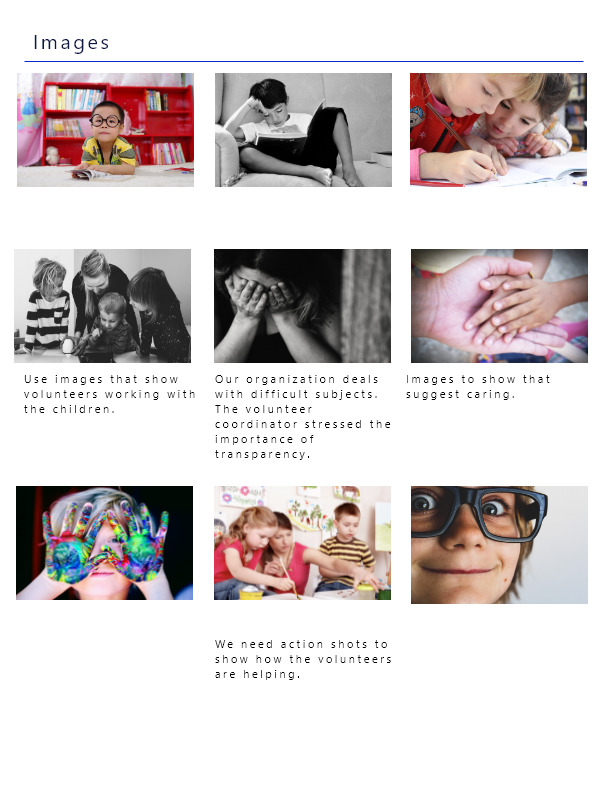 Images
Use images that show
volunteers working with
the children.
Our organization deals
with difficult subjects.
The volunteer
coordinator stressed the
importance of
transparency.
Images to show that
suggest caring.
We need action shots to
show how the volunteers
are helping.